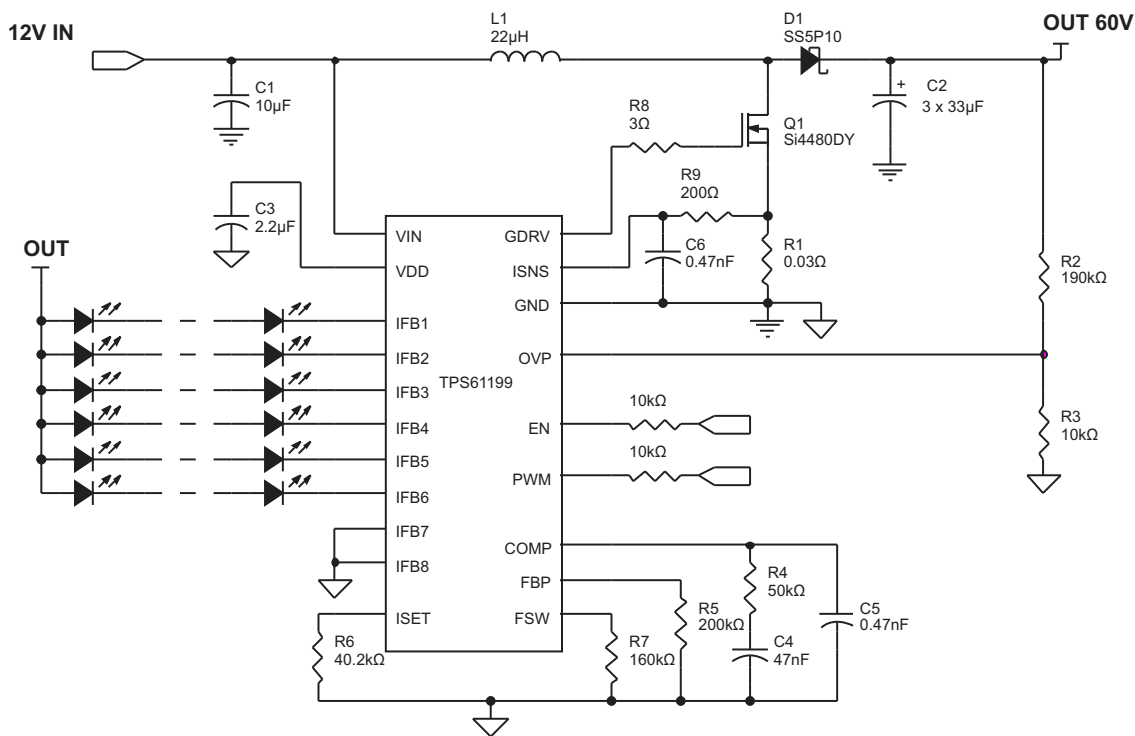 12V IN
L1
22µH
D1
SS5P10
OUT 60V
C1
10µF
R8
3Ω
Q1
Si4480DY
+
C2
3 x 33µF
C3
2.2µF
R9
200Ω
C6
0.47nF
R1
0.03Ω
R2
190kΩ
OUT
VIN
VDD
IFB1
IFB2
IFB3
IFB4
IFB5
IFB6
IFB7
IFB8
ISET
TPS61199
GDRV
ISNS
GND
OVP
EN
PWM
COMP
FBP
FSW
10kΩ
10kΩ
R3
10kΩ
R4
50kΩ
C5
0.47nF
R5
200kΩ
C4
47nF
R6
40.2kΩ
R7
160kΩ